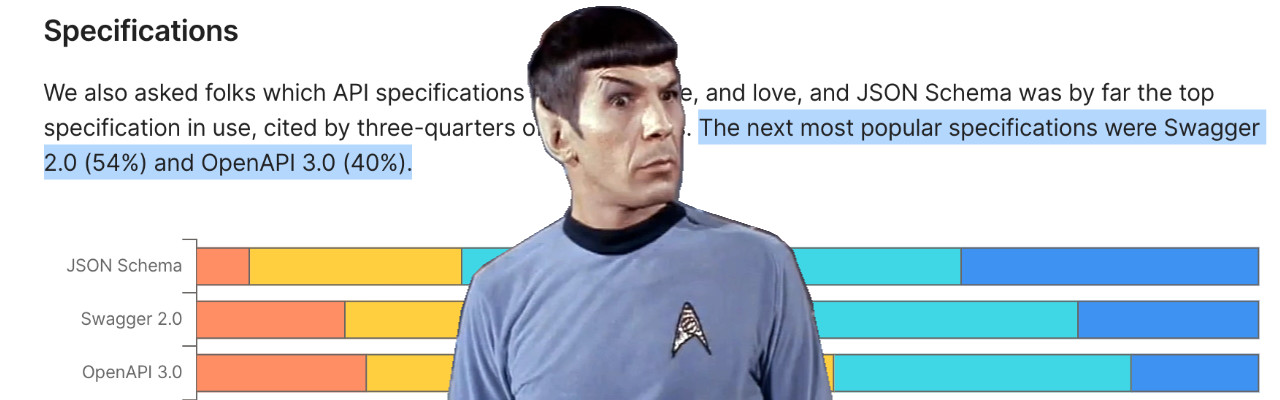 Specifications
We also asked folks which API specifications e, and love, and JSON Schema was by far the top
specification in use, cited by three-quarters o . The next most popular specifications were Swagger
2.0 (54%) and OpenAPI 3.0 (40%).
JSON Schema
Swagger 2.0
OpenAPI 3.0